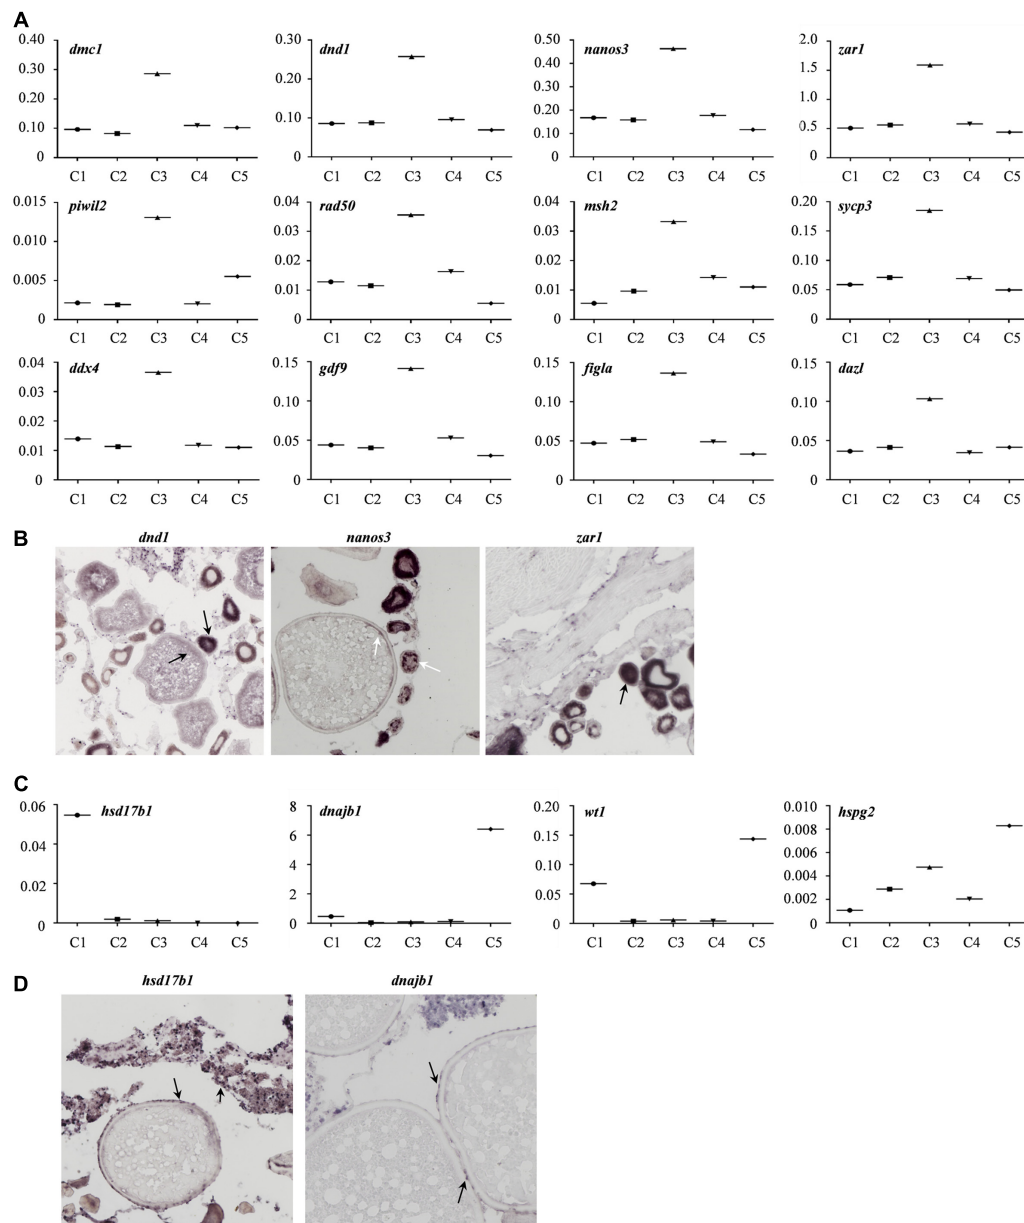 A
dmc1
0.40
0.30
0.20
0.10
0
C1 C2 C3 C4 C5
dnd1
0.30
0.20
0.10
0
C1 C2 C3 C4 C5
nanos3
0.50
0.40
0.30
0.20
0.10
0
C1 C2 C3 C4 C5
zar1
2.0
1.5
1.0
0.5
0
C1 C2 C3 C4 C5
piwil2
0.015
0.010
0.005
0
C1 C2 C3 C4 C5
rad50
0.04
0.03
0.02
0.01
0
C1 C2 C3 C4 C5
msh2
0.04
0.03
0.02
0.01
0
C1 C2 C3 C4 C5
sycp3
0.20
0.15
0.10
0.05
0
C1 C2 C3 C4 C5
ddx4
0.04
0.03
0.02
0.01
0
C1 C2 C3 C4 C5
gdf9
0.15
0.10
0.05
0
C1 C2 C3 C4 C5
figla
0.15
0.10
0.05
0
C1 C2 C3 C4 C5
dazl
0.15
0.10
0.05
0
C1 C2 C3 C4 C5
B
dnd1
nanos3
zar1
C
hsd17b1
0.06
0.04
0.02
0
C1 C2 C3 C4 C5
dnajb1
8
6
4
2
0
C1 C2 C3 C4 C5
wt1
0.20
0.15
0.10
0.05
0
C1 C2 C3 C4 C5
hspg2
0.010
0.008
0.006
0.004
0.002
0
C1 C2 C3 C4 C5
D
hsd17b1
dnajb1